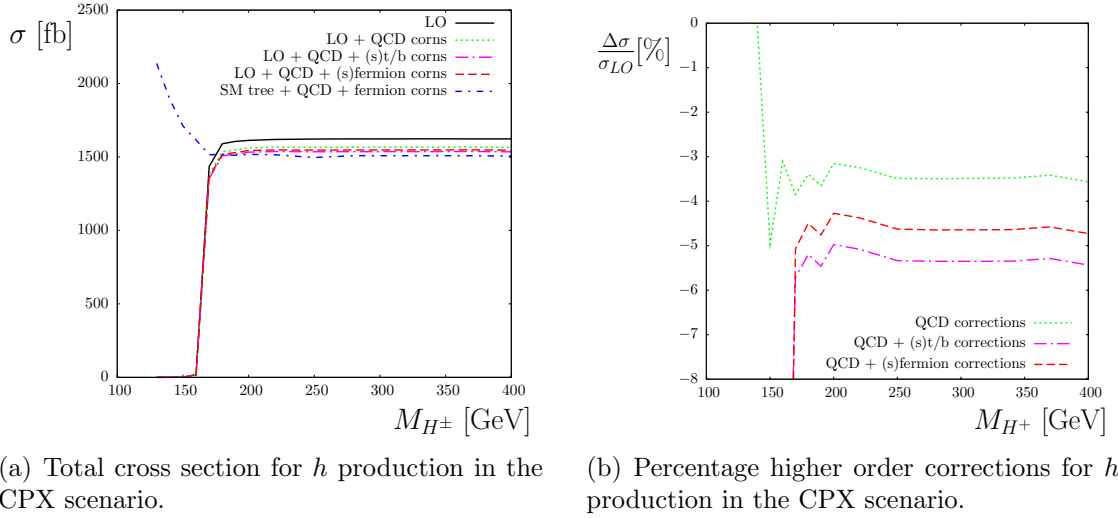 σ [fb]
2500
2000
1500
1000
500
0
LO
LO + QCD corns
LO + QCD + (s)t/b corns
LO + QCD + (s)fermion corns
SM tree + QCD + fermion corns
100 150 200 250 300 350 400
M_{H^±} [GeV]
(a) Total cross section for h production in the
CPX scenario.
Δσ/σ_{LO}[%]
0
−1
−2
−3
−4
−5
−6
−7
−8
QCD corrections
QCD + (s)t/b corrections
QCD + (s)fermion corrections
100 150 200 250 300 350 400
M_{H^+} [GeV]
(b) Percentage higher order corrections for h
production in the CPX scenario.